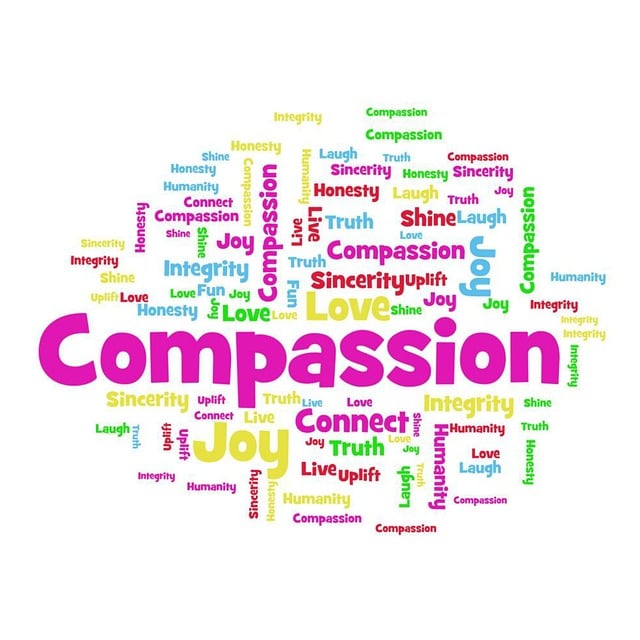 Compassion
Integrity
Compassion
Honesty
Shine
Laugh
Truth
Compassion
Honesty
Compassion
Humanity
Sincerity
Honesty
Sincerity
Humanity
Compassion
Honesty
Laugh
Truth
Joy
Connect
Compassion
Honesty
Compassion
Live
Live
Truth
Shine
Laugh
Shine
Shine
Joy
Love
Sincerity
Compassion
Joy
Integrity
Integrity
Truth
Shine
Sincerity
Uplift
Humanity
Uplift
Love
Love
Fun
Joy
Fun
Love
Joy
Joy
Integrity
Honesty
Joy
Love
Love
Shine
Integrity
Integrity
Compassion
Integrity
Sincerity
Uplift
Truth
Live
Love
Integrity
Shine
Connect
Live
Connect
Shine
Laugh
Truth
Uplift
Uplift
Joy
Joy
Truth
Love
Joy
Humanity
Humanity
Truth
Honesty
Love
Laugh
Live
Uplift
Laugh
Truth
Integrity
Humanity
Sincerity
Honesty
Humanity
Compassion
Compassion
Compassion